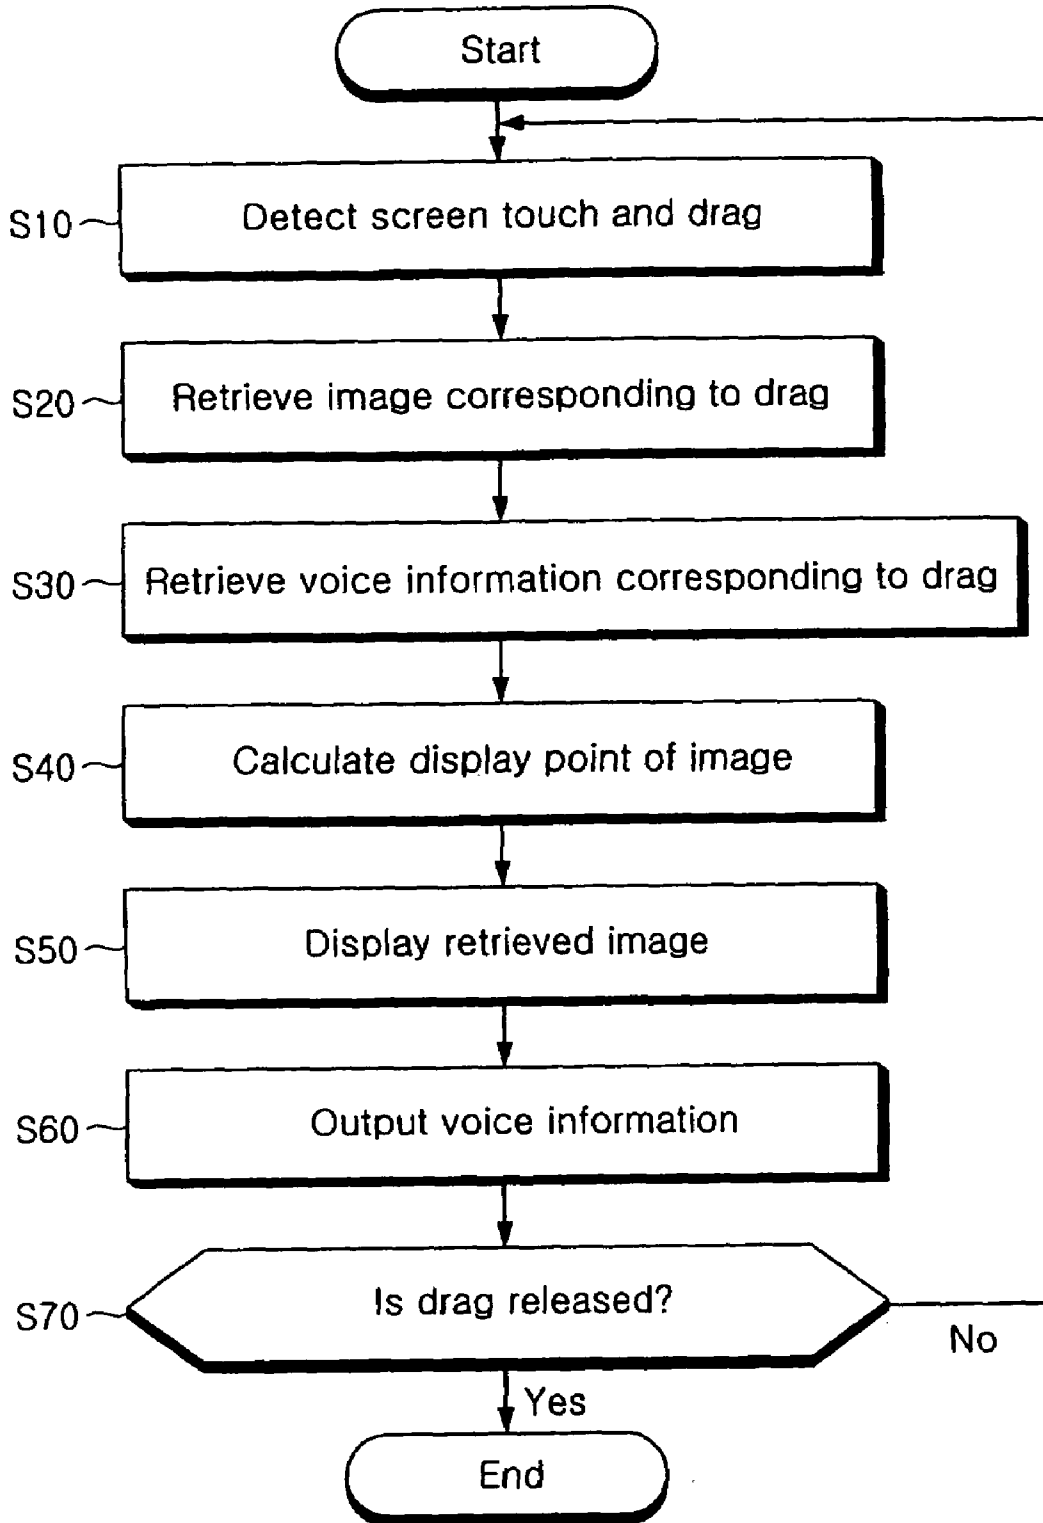 Start
S10
Detect screen touch and drag
S20
Retrieve image corresponding to drag
S30
Retrieve voice information corresponding to drag
S40
Calculate display point of image
S50
Display retrieved image
S60
Output voice information
S70
Is drag released?
No
Yes
End